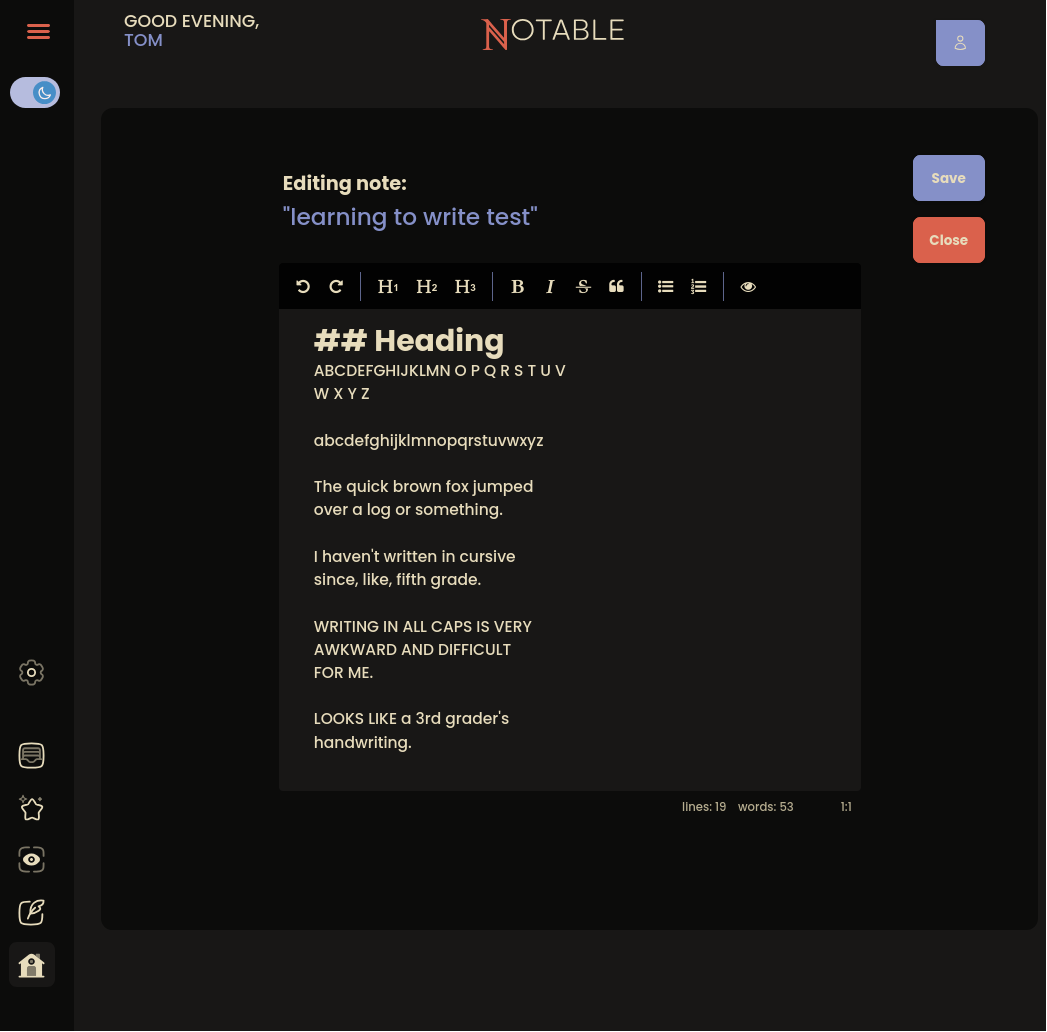 GOOD EVENING,
TOM
NOTABLE
Editing note:
"learning to write test"
Save
Close
H1 H2 H3 B I S
## Heading
ABCDEFGHIJKLMN O P Q R S T U V
W X Y Z
abcdefghijklmnopqrstuvwxyz
The quick brown fox jumped
over a log or something.
I haven't written in cursive
since, like, fifth grade.
WRITING IN ALL CAPS IS VERY
AWKWARD AND DIFFICULT
FOR ME.
LOOKS LIKE a 3rd grader's
handwriting.
lines: 19 words: 53 1:1